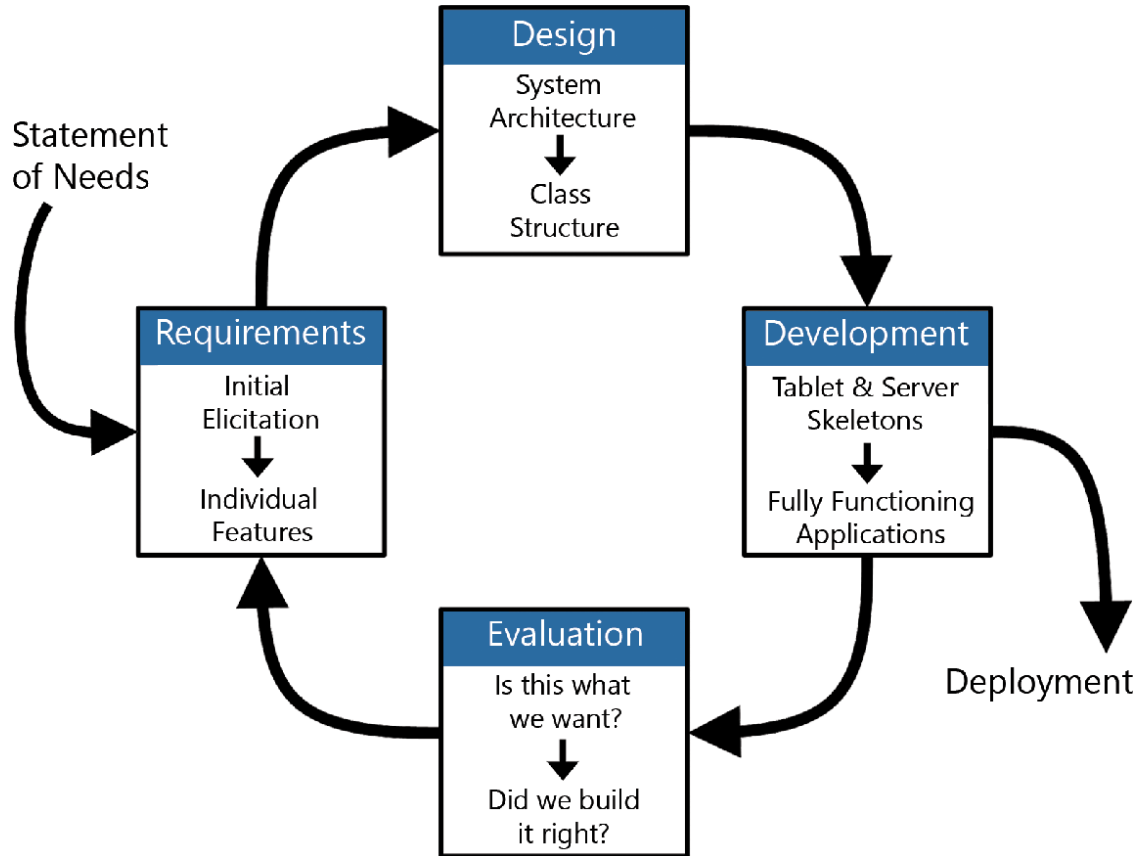 Statement
of Needs
Design
System
Architecture
Class
Structure
Requirements
Initial
Elicitation
Individual
Features
Development
Tablet & Server
Skeletons
Fully Functioning
Applications
Evaluation
Is this what
we want?
Did we build
it right?
Deployment